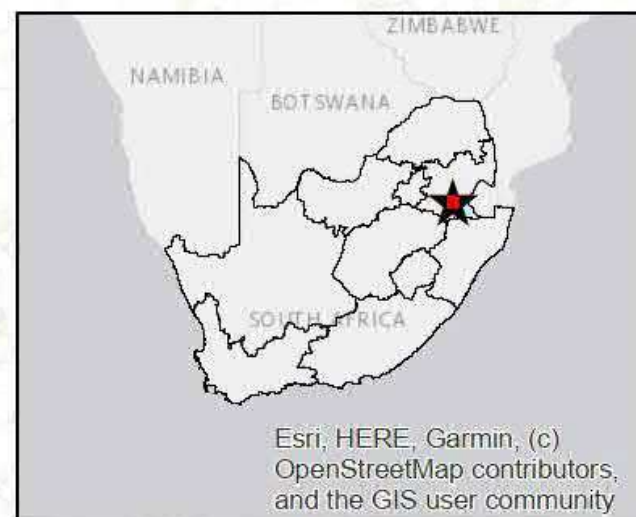 ZIMBABWE
NAMIBIA
BOTSWANA
SOUTH AFRICA
Esri, HERE, Garmin, (c)
OpenStreetMap contributors,
and the GIS user community